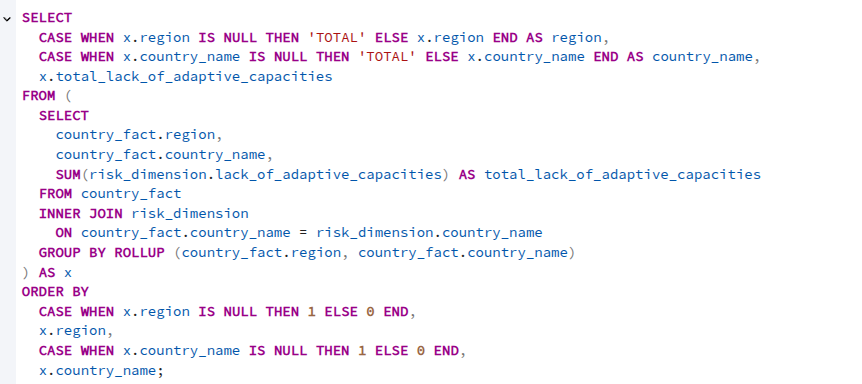 SELECT
CASE WHEN x.region IS NULL THEN 'TOTAL' ELSE x.region END AS region,
CASE WHEN x.country_name IS NULL THEN 'TOTAL' ELSE x.country_name END AS country_name,
x.total_lack_of_adaptive_capacities
FROM (
SELECT
country_fact.region,
country_fact.country_name,
SUM(risk_dimension.lack_of_adaptive_capacities) AS total_lack_of_adaptive_capacities
FROM country_fact
INNER JOIN risk_dimension
ON country_fact.country_name = risk_dimension.country_name
GROUP BY ROLLUP (country_fact.region, country_fact.country_name)
) AS x
ORDER BY
CASE WHEN x.region IS NULL THEN 1 ELSE 0 END,
x.region,
CASE WHEN x.country_name IS NULL THEN 1 ELSE 0 END,
x.country_name;